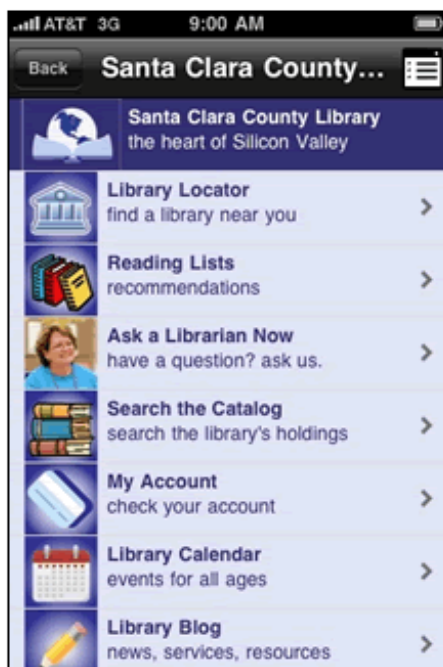 AT&T 3G 9:00 AM
Back Santa Clara County...
Santa Clara County Library
the heart of Silicon Valley
Library Locator
find a library near you
Reading Lists
recommendations
Ask a Librarian Now
have a question? ask us.
Search the Catalog
search the library's holdings
My Account
check your account
Library Calendar
events for all ages
Library Blog
news, services, resources